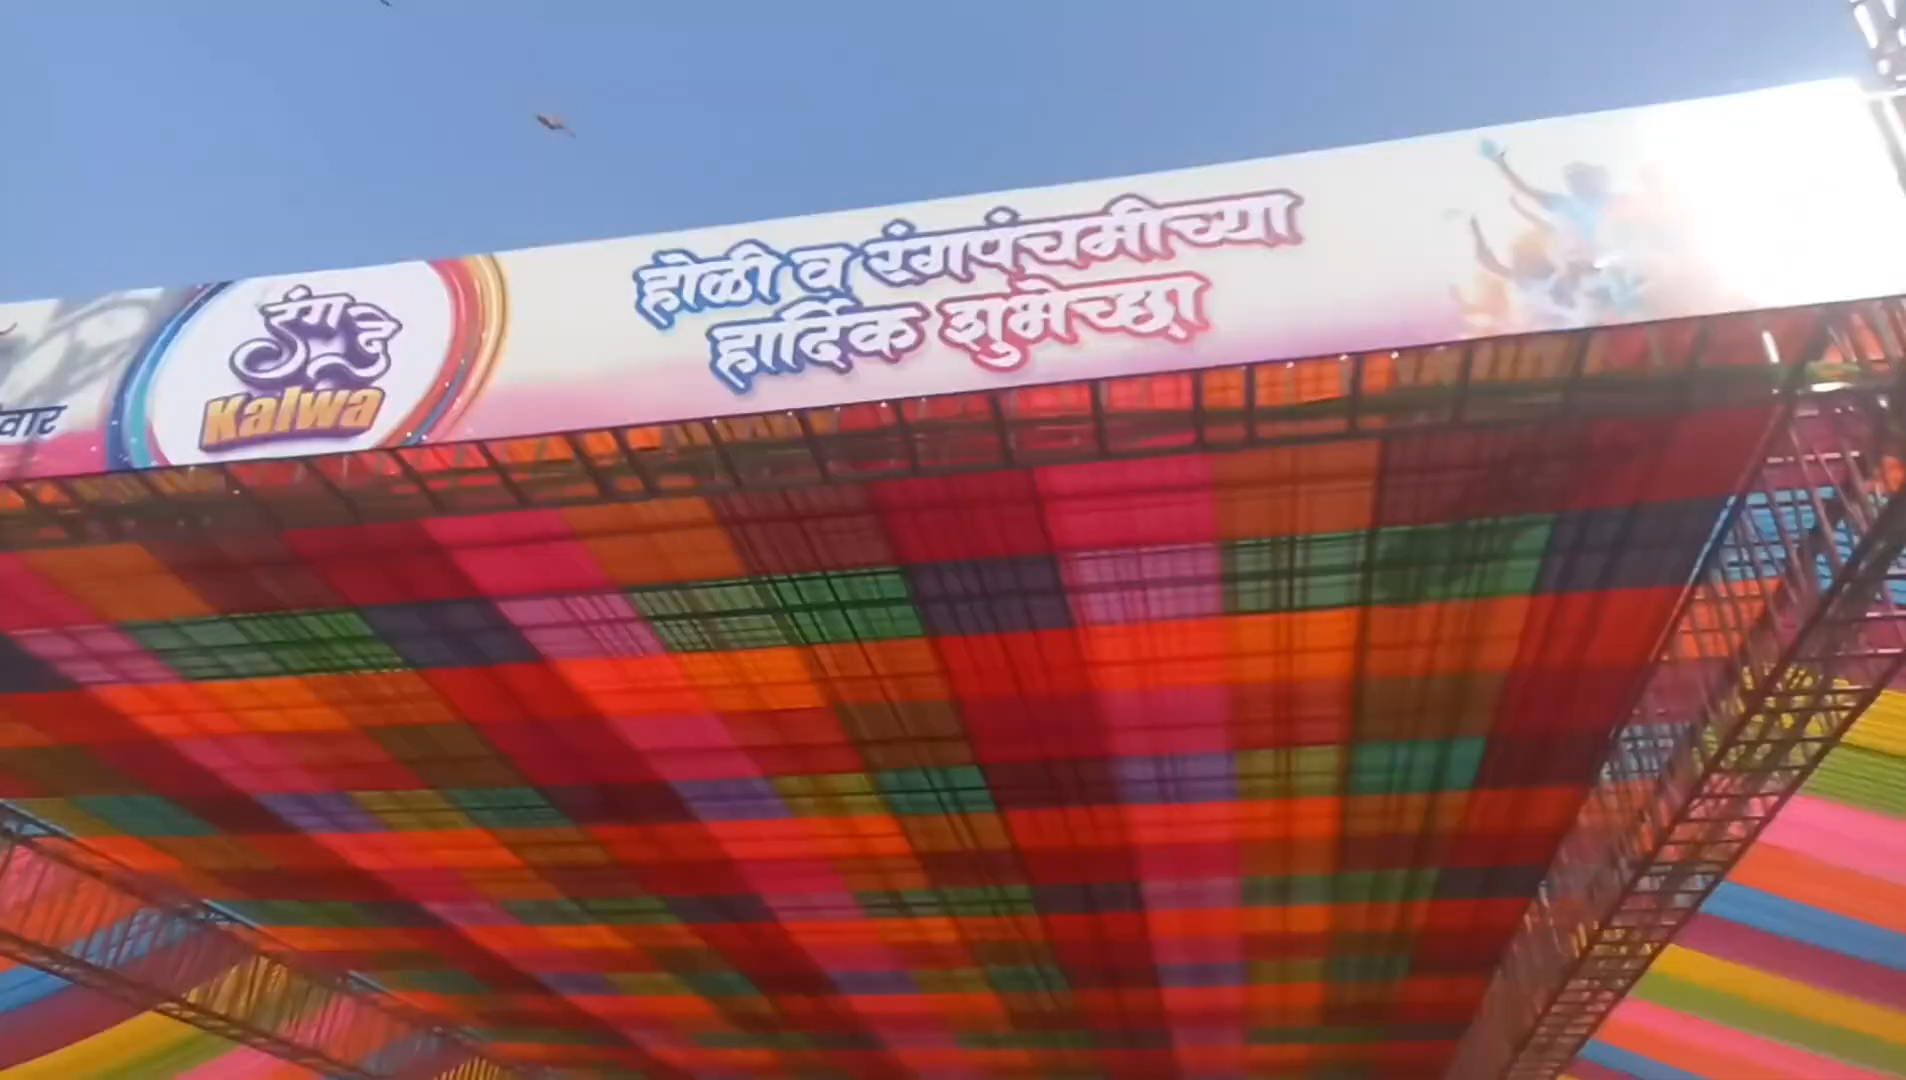 रंग दे
Kalwa
होळी व रंगपंचमीच्या
हार्दिक शुभेच्छा